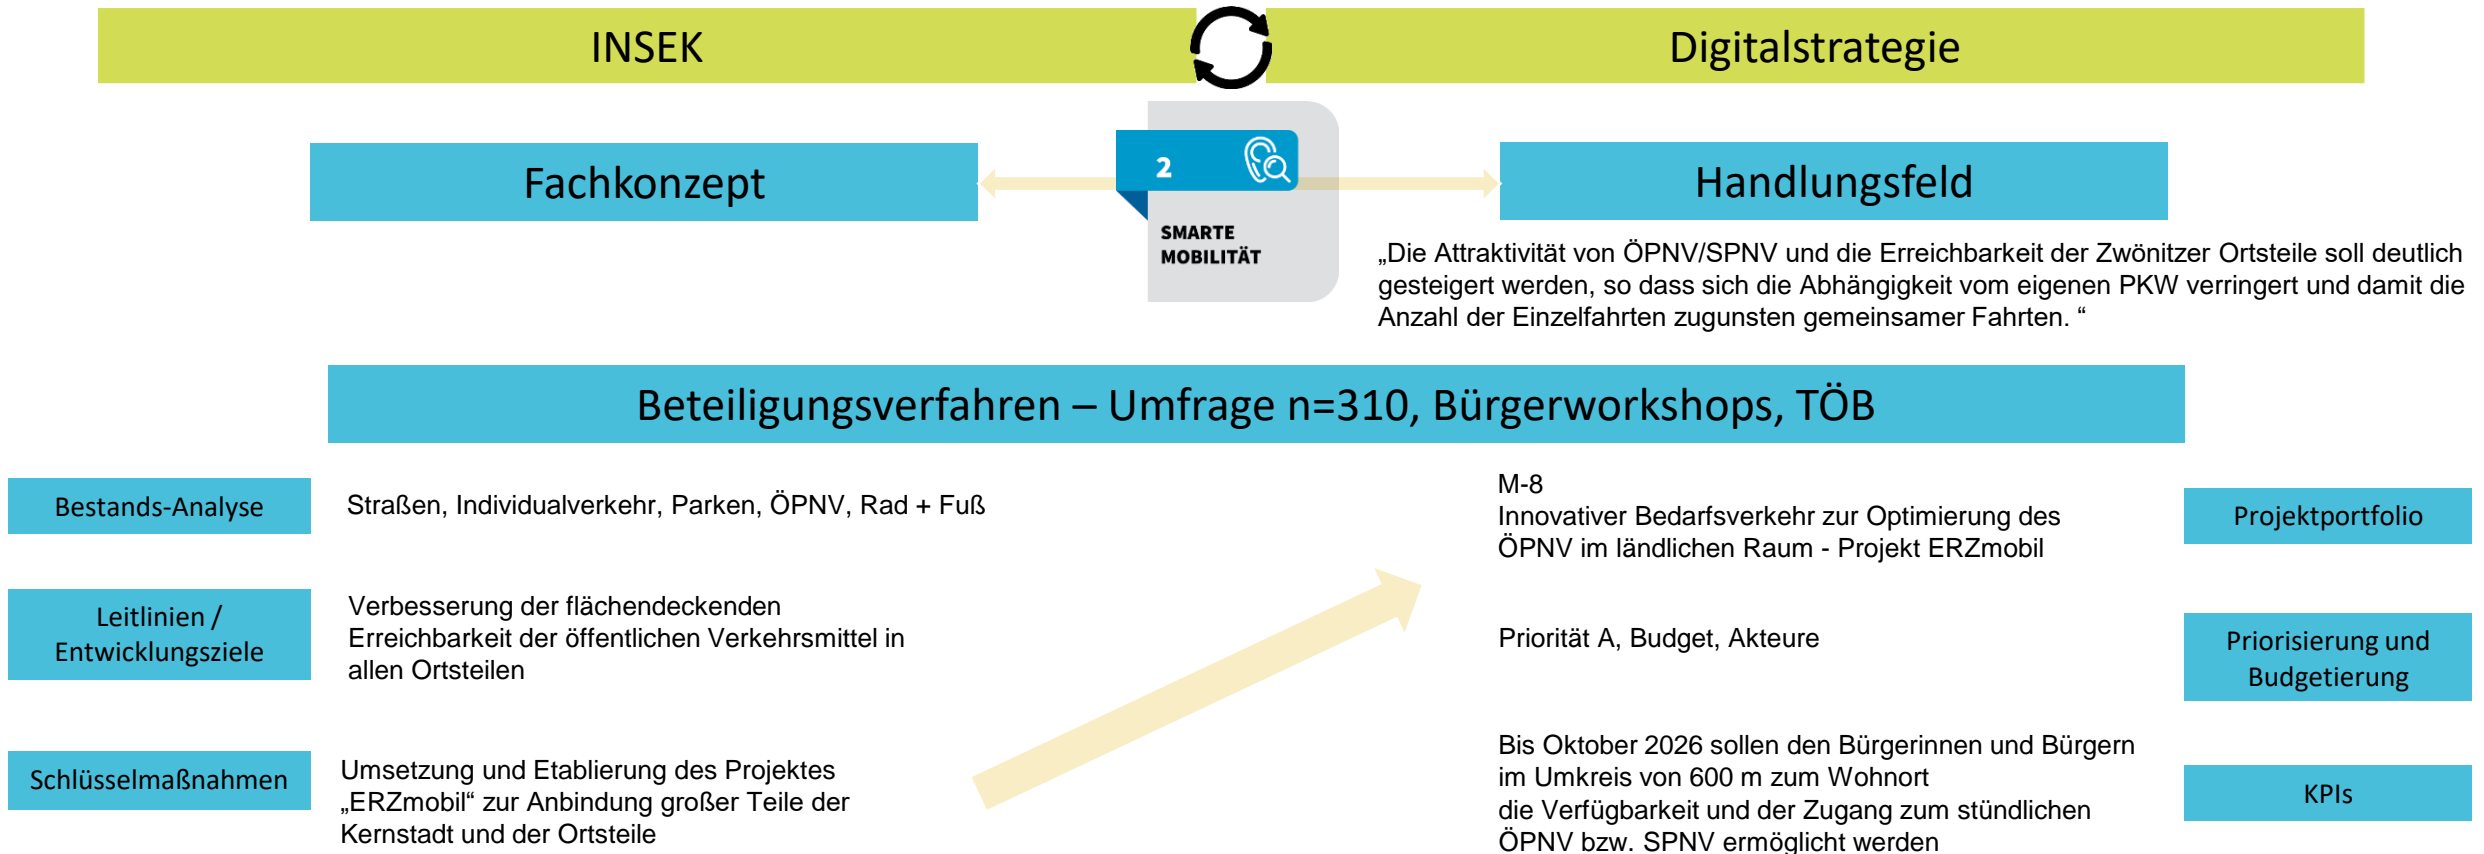 INSEK
Digitalstrategie
Fachkonzept
2
SMARTE
MOBILITÄT
Handlungsfeld
„Die Attraktivität von ÖPNV/SPNV und die Erreichbarkeit der Zwönitzer Ortsteile soll deutlich
gesteigert werden, so dass sich die Abhängigkeit vom eigenen PKW verringert und damit die
Anzahl der Einzelfahrten zugunsten gemeinsamer Fahrten. “
Beteiligungsverfahren – Umfrage n=310, Bürgerworkshops, TÖB
Bestands-Analyse
Straßen, Individualverkehr, Parken, ÖPNV, Rad + Fuß
M-8
Innovativer Bedarfsverkehr zur Optimierung des
ÖPNV im ländlichen Raum - Projekt ERZmobil
Projektportfolio
Leitlinien /
Entwicklungsziele
Verbesserung der flächendeckenden
Erreichbarkeit der öffentlichen Verkehrsmittel in
allen Ortsteilen
Priorität A, Budget, Akteure
Priorisierung und
Budgetierung
Schlüsselmaßnahmen
Umsetzung und Etablierung des Projektes
„ERZmobil“ zur Anbindung großer Teile der
Kernstadt und der Ortsteile
Bis Oktober 2026 sollen den Bürgerinnen und Bürgern
im Umkreis von 600 m zum Wohnort
die Verfügbarkeit und der Zugang zum stündlichen
ÖPNV bzw. SPNV ermöglicht werden
KPIs